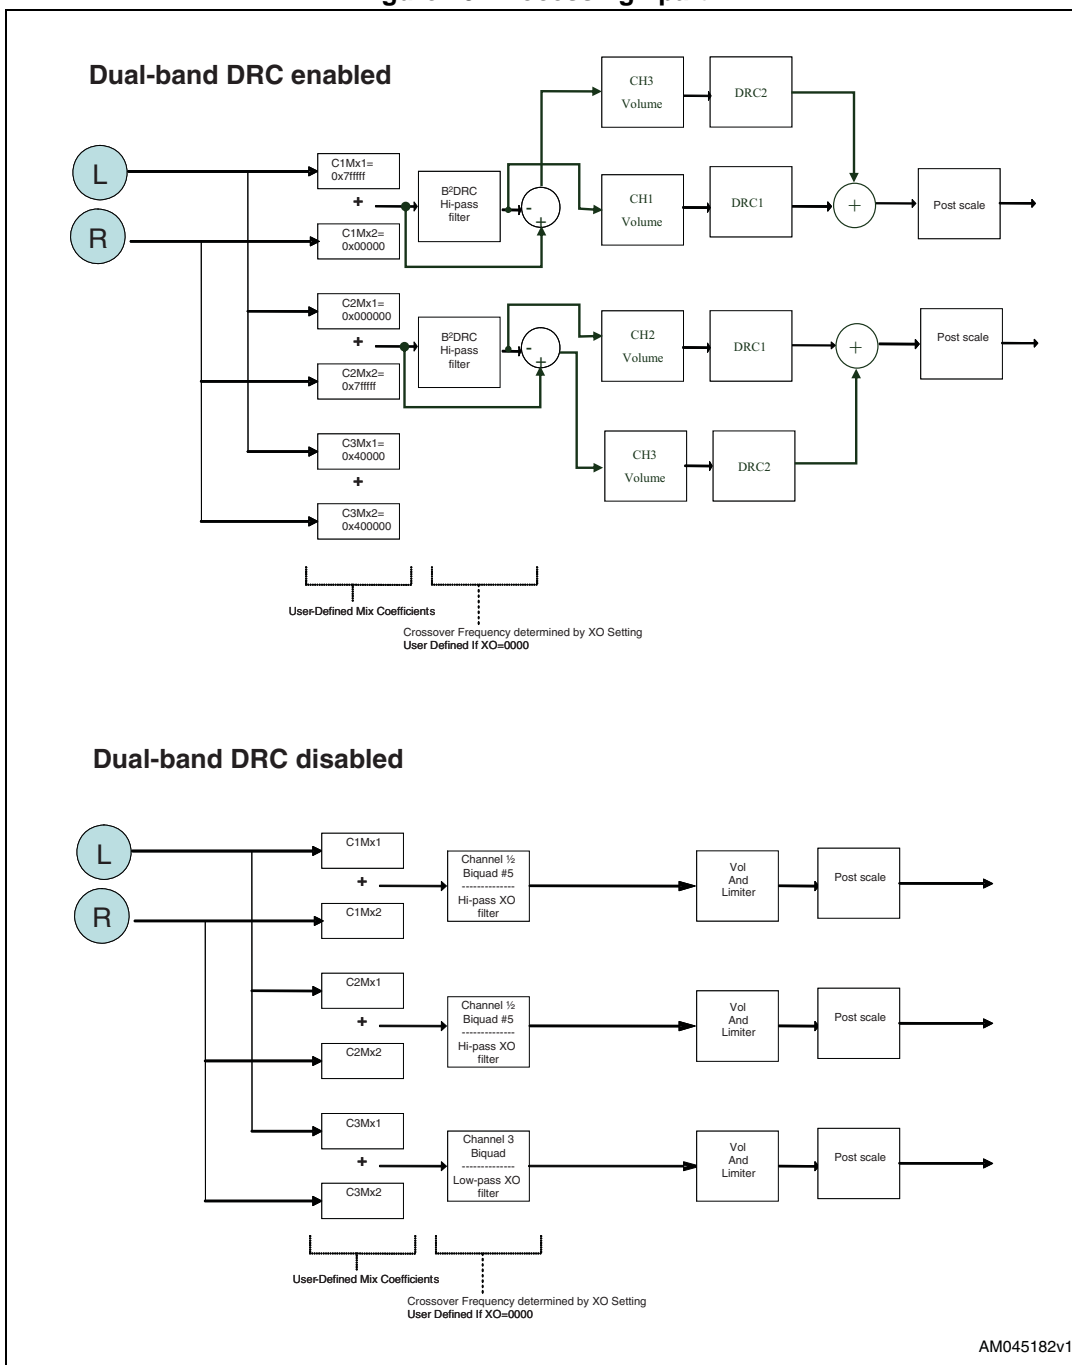 Dual-band DRC enabled
L
R
C1Mx1=
0x7fffff
+
C1Mx2=
0x00000
B²DRC
Hi-pass
filter
-
+
CH3
Volume
DRC2
CH1
Volume
DRC1
+
Post scale
C2Mx1=
0x000000
+
C2Mx2=
0x7fffff
B²DRC
Hi-pass
filter
-
+
CH2
Volume
DRC1
+
Post scale
C3Mx1=
0x40000
+
C3Mx2=
0x400000
CH3
Volume
DRC2
User-Defined Mix Coefficients
Crossover Frequency determined by XO Setting
User Defined If XO=0000
Dual-band DRC disabled
L
R
C1Mx1
+
C1Mx2
Channel ½
Biquad #5
--------------
Hi-pass XO
filter
Vol
And
Limiter
Post scale
C2Mx1
+
C2Mx2
Channel ½
Biquad #5
--------------
Hi-pass XO
filter
Vol
And
Limiter
Post scale
C3Mx1
+
C3Mx2
Channel 3
Biquad
--------------
Low-pass XO
filter
Vol
And
Limiter
Post scale
User-Defined Mix Coefficients
Crossover Frequency determined by XO Setting
User Defined If XO=0000
AM045182v1